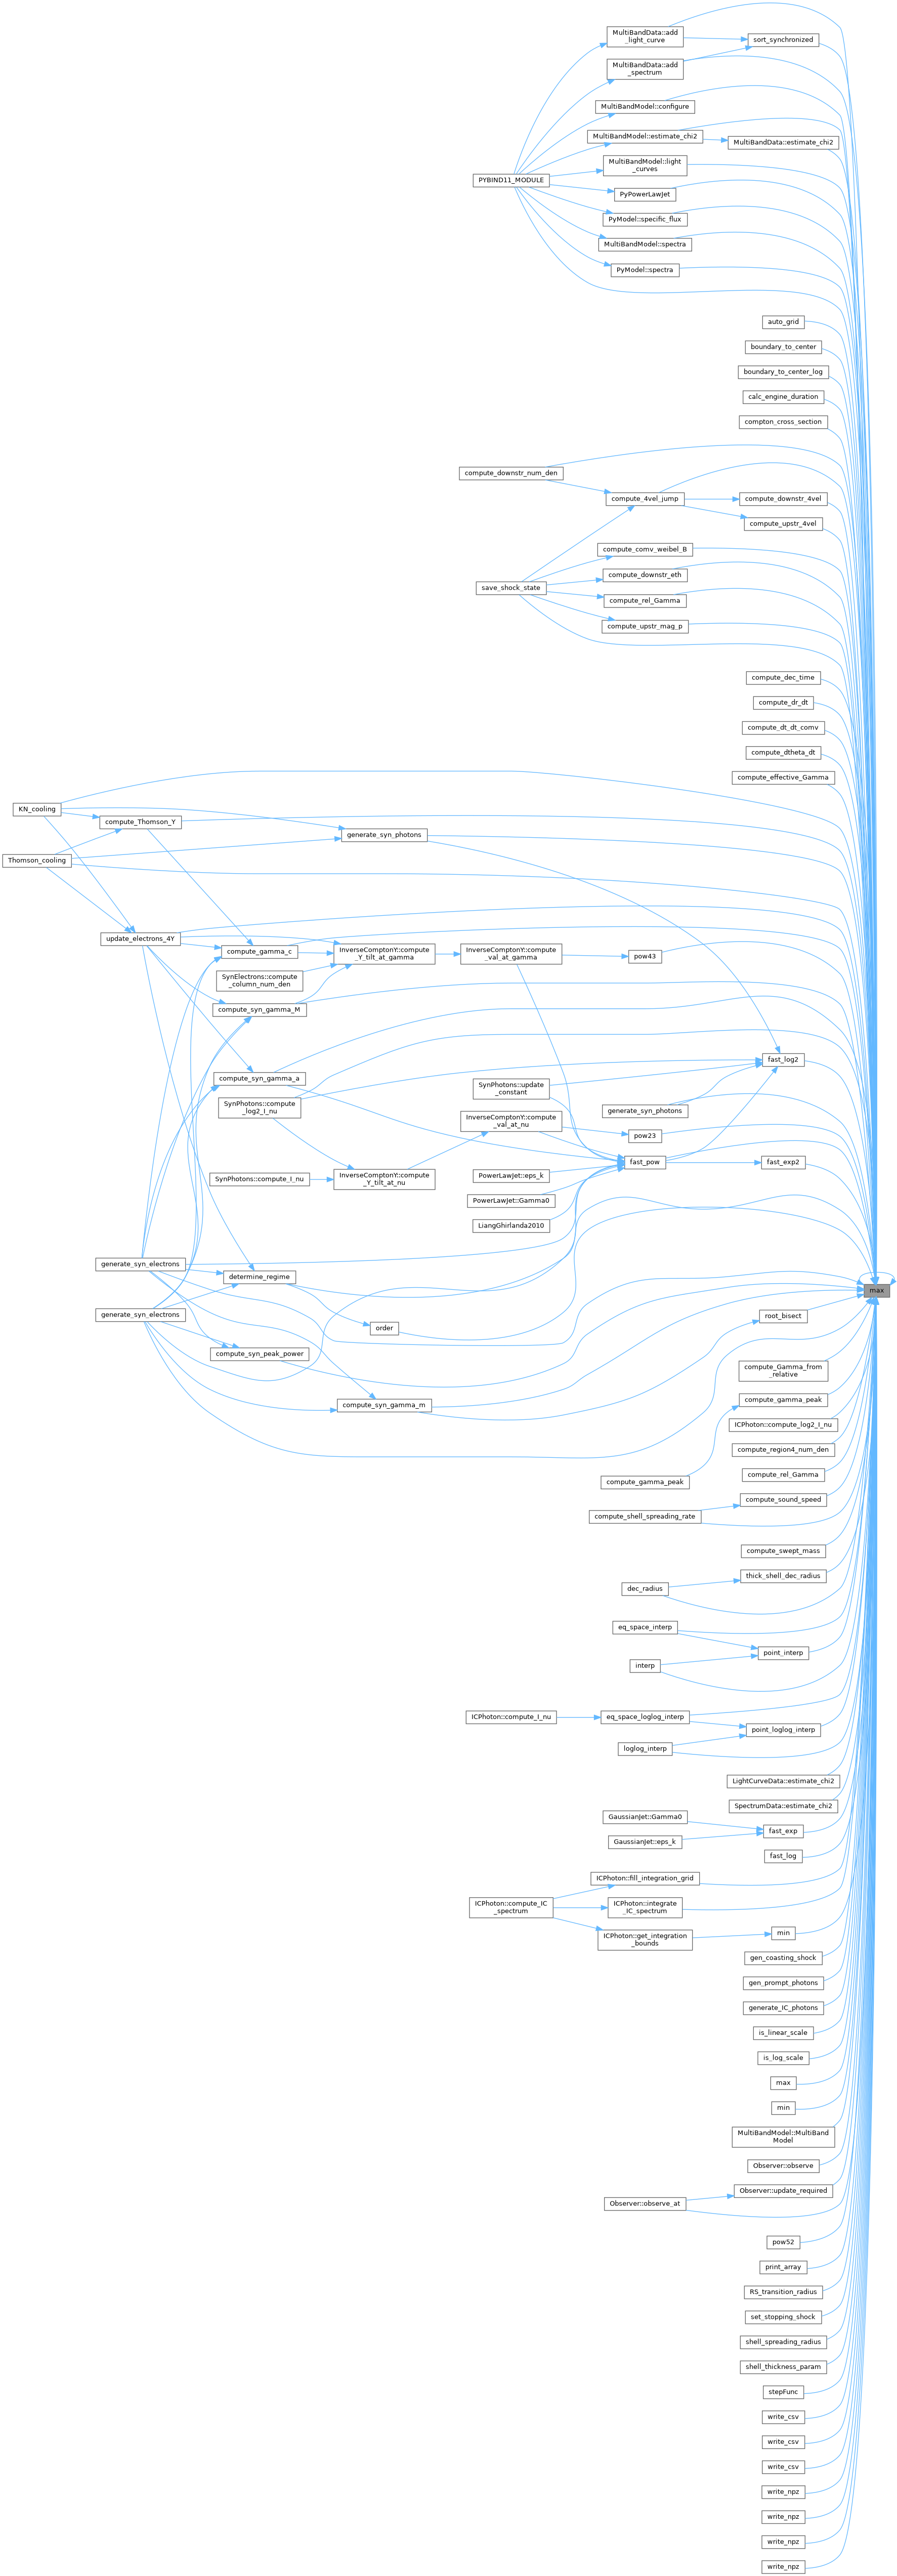 MultiBandData::add
_light_curve
sort_synchronized
MultiBandData::add
_spectrum
MultiBandModel::configure
MultiBandModel::estimate_chi2
MultiBandData::estimate_chi2
MultiBandModel::light
_curves
PYBIND11_MODULE
PyPowerLawJet
PyModel::specific_flux
MultiBandModel::spectra
PyModel::spectra
auto_grid
boundary_to_center
boundary_to_center_log
calc_engine_duration
compton_cross_section
compute_downstr_num_den
compute_4vel_jump
compute_downstr_4vel
compute_upstr_4vel
compute_comv_weibel_B
compute_downstr_eth
save_shock_state
compute_rel_Gamma
compute_upstr_mag_p
compute_dec_time
compute_dr_dt
compute_dt_dt_comv
compute_dtheta_dt
compute_effective_Gamma
KN_cooling
compute_Thomson_Y
generate_syn_photons
Thomson_cooling
update_electrons_4Y
compute_gamma_c
InverseComptonY::compute
_Y_tilt_at_gamma
InverseComptonY::compute
_val_at_gamma
pow43
SynElectrons::compute
_column_num_den
compute_syn_gamma_M
fast_log2
compute_syn_gamma_a
SynPhotons::update
_constant
SynPhotons::compute
_log2_I_nu
generate_syn_photons
InverseComptonY::compute
_val_at_nu
pow23
fast_pow
fast_exp2
SynPhotons::compute_I_nu
InverseComptonY::compute
_Y_tilt_at_nu
PowerLawJet::eps_k
PowerLawJet::Gamma0
LiangGhirlanda2010
generate_syn_electrons
determine_regime
max
generate_syn_electrons
order
root_bisect
compute_syn_peak_power
compute_Gamma_from
_relative
compute_syn_gamma_m
compute_gamma_peak
ICPhoton::compute_log2_I_nu
compute_region4_num_den
compute_rel_Gamma
compute_gamma_peak
compute_sound_speed
compute_shell_spreading_rate
compute_swept_mass
thick_shell_dec_radius
dec_radius
eq_space_interp
point_interp
interp
ICPhoton::compute_I_nu
eq_space_loglog_interp
point_loglog_interp
loglog_interp
LightCurveData::estimate_chi2
SpectrumData::estimate_chi2
GaussianJet::Gamma0
fast_exp
GaussianJet::eps_k
fast_log
ICPhoton::fill_integration_grid
ICPhoton::compute_IC
_spectrum
ICPhoton::integrate
_IC_spectrum
ICPhoton::get_integration
_bounds
min
gen_coasting_shock
gen_prompt_photons
generate_IC_photons
is_linear_scale
is_log_scale
max
min
MultiBandModel::MultiBand
Model
Observer::observe
Observer::update_required
Observer::observe_at
pow52
print_array
RS_transition_radius
set_stopping_shock
shell_spreading_radius
shell_thickness_param
stepFunc
write_csv
write_csv
write_csv
write_npz
write_npz
write_npz
write_npz